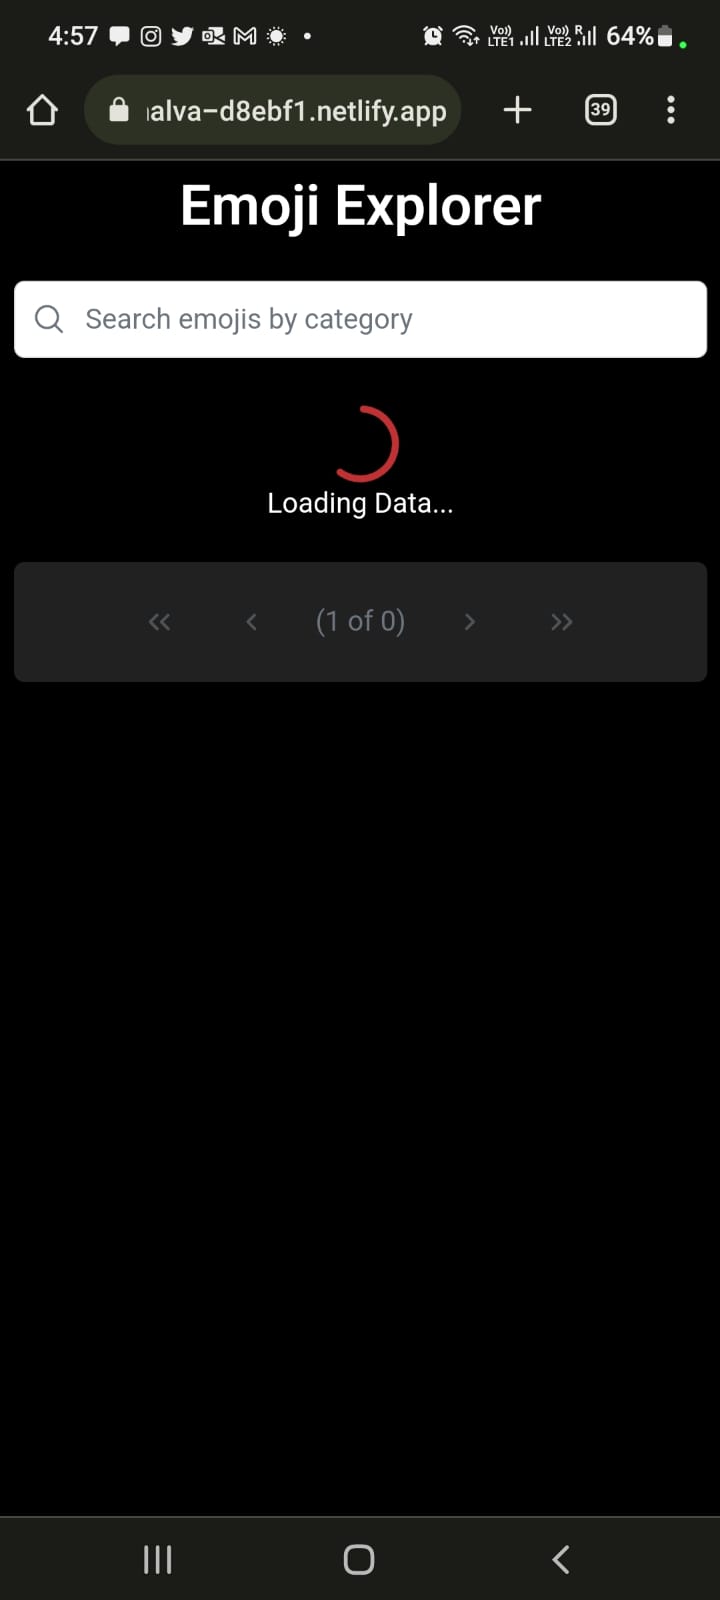 4:57
Vo)) LTE1 Vo)) LTE2 R 64%
alva-d8ebf1.netlify.app
39
Emoji Explorer
Search emojis by category
Loading Data...
(1 of 0)